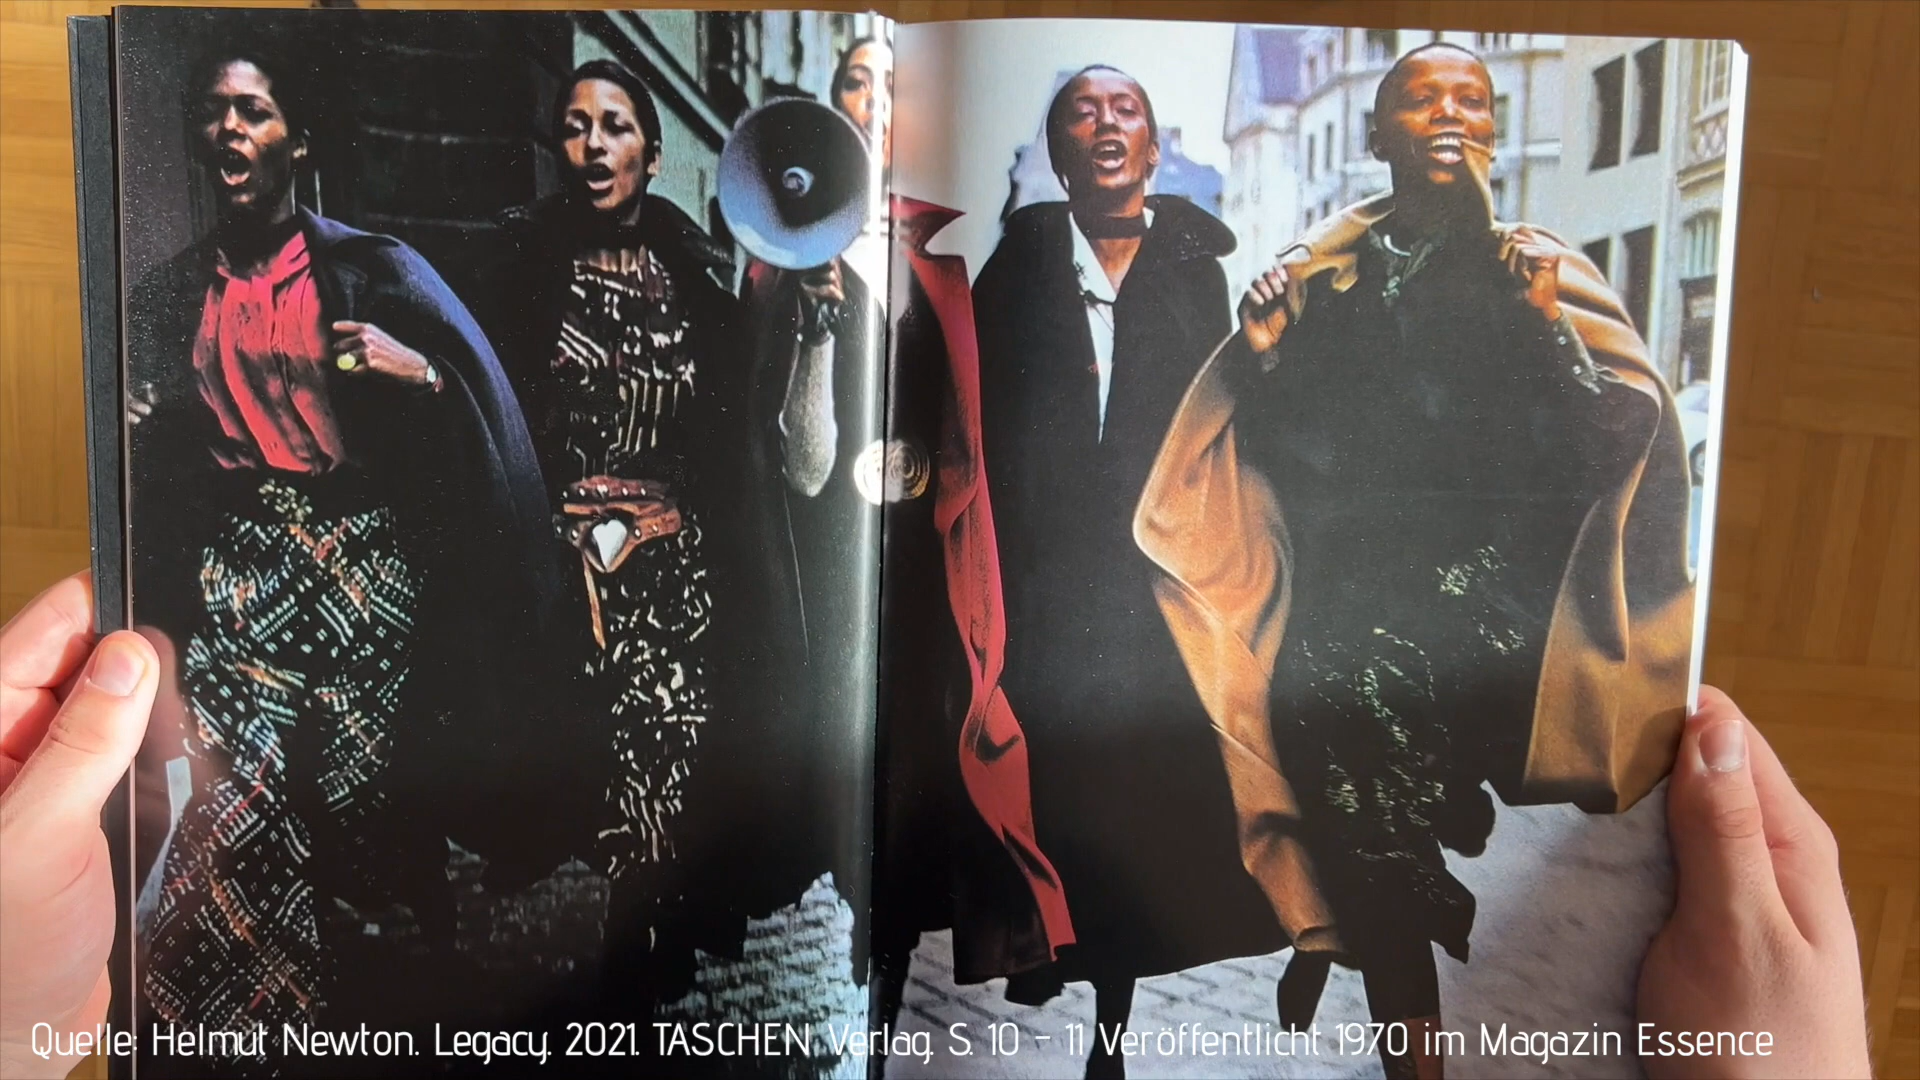 Quelle: Helmut Newton. Legacy. 2021. TASCHEN Verlag. S. 10 - 11 Veröffentlicht 1970 im Magazin Essence